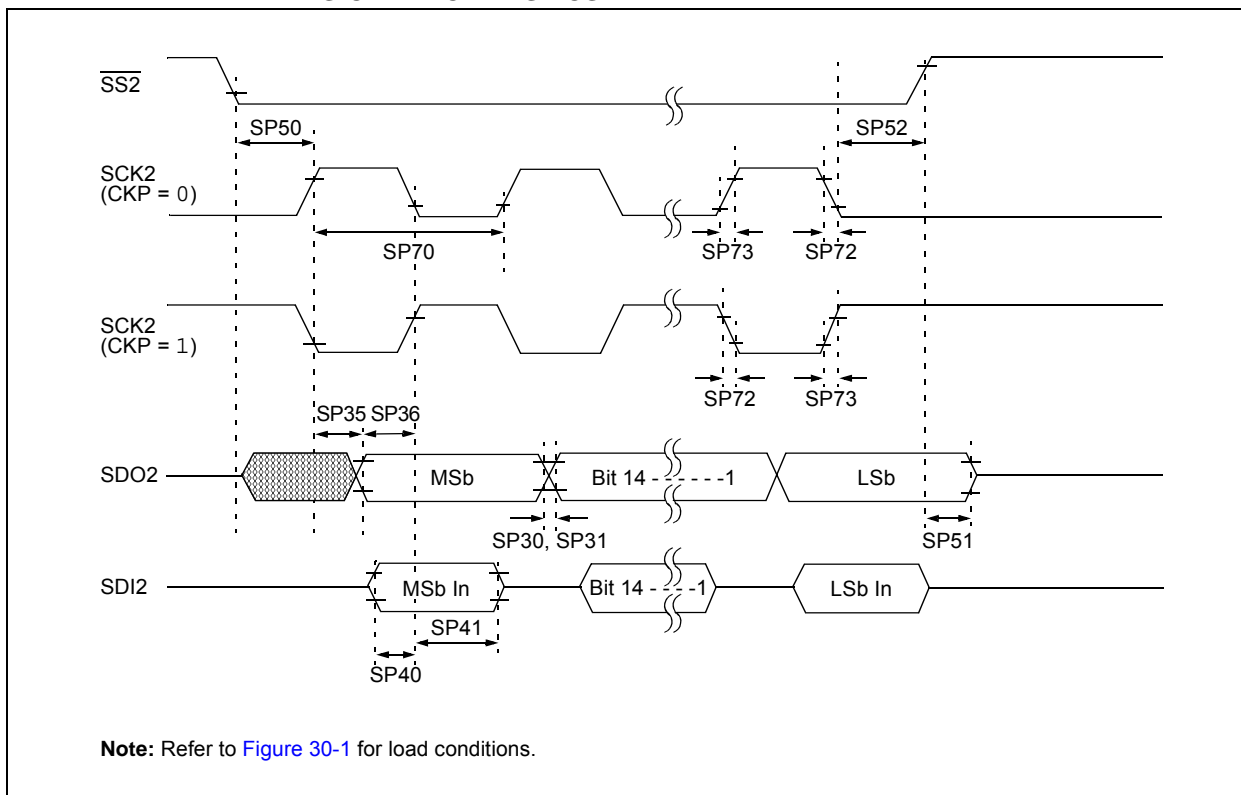 SS2
SP50
SP52
SCK2
(CKP = 0)
SP70
SP73
SP72
SCK2
(CKP = 1)
SP72
SP73
SP35 SP36
SDO2
MSb
Bit 14 - - - - - -1
LSb
SP30, SP31
SP51
SDI2
MSb In
Bit 14 - - - -1
LSb In
SP41
SP40
Note: Refer to Figure 30-1 for load conditions.